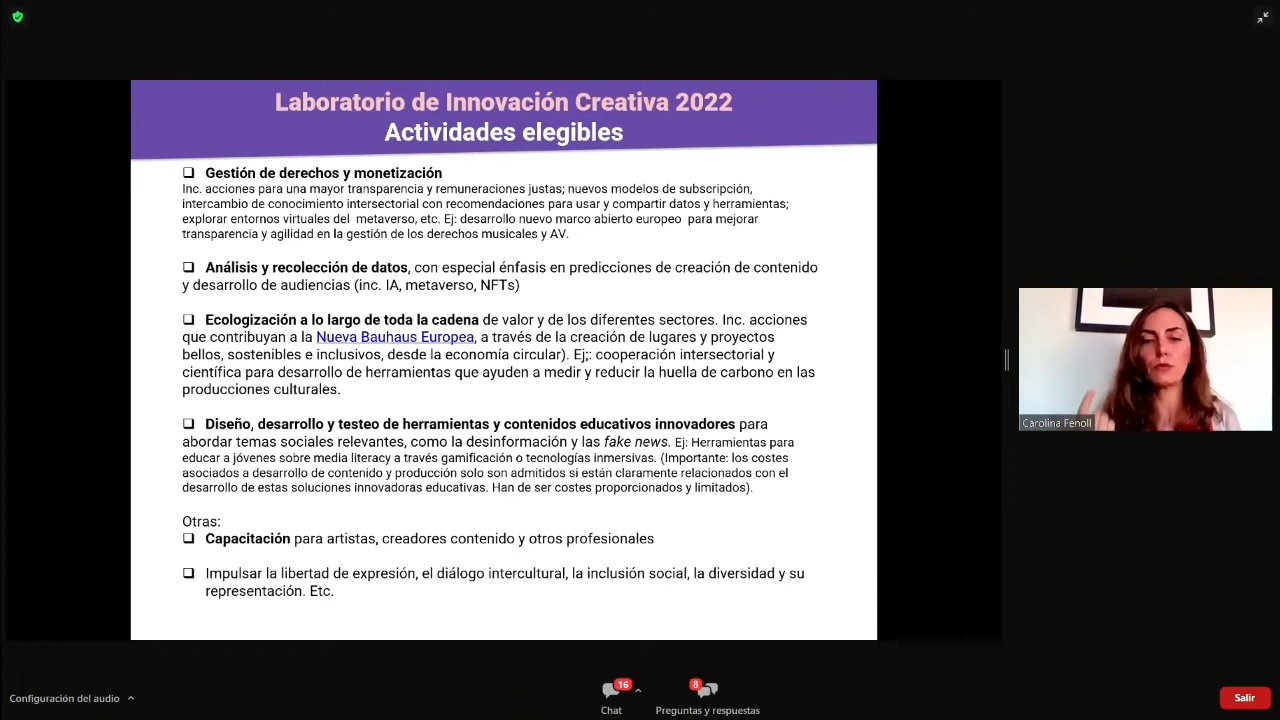 Laboratorio de Innovación Creativa 2022
Actividades elegibles
Gestión de derechos y monetización
Inc. acciones para una mayor transparencia y remuneraciones justas; nuevos modelos de subscripción,
intercambio de conocimiento intersectorial con recomendaciones para usar y compartir datos y herramientas;
explorar entornos virtuales del metaverso, etc. Ej: desarrollo nuevo marco abierto europeo para mejorar
transparencia y agilidad en la gestión de los derechos musicales y AV.
Análisis y recolección de datos, con especial énfasis en predicciones de creación de contenido
y desarrollo de audiencias (inc. IA, metaverso, NFTs)
Ecologización a lo largo de toda la cadena de valor y de los diferentes sectores. Inc. acciones
que contribuyan a la Nueva Bauhaus Europea, a través de la creación de lugares y proyectos
bellos, sostenibles e inclusivos, desde la economía circular). Ej;: cooperación intersectorial y
científica para desarrollo de herramientas que ayuden a medir y reducir la huella de carbono en las
producciones culturales.
Diseño, desarrollo y testeo de herramientas y contenidos educativos innovadores para
abordar temas sociales relevantes, como la desinformación y las fake news. Ej: Herramientas para
educar a jóvenes sobre media literacy a través gamificación o tecnologías inmersivas. (Importante: los costes
asociados a desarrollo de contenido y producción solo son admitidos si están claramente relacionados con el
desarrollo de estas soluciones innovadoras educativas. Han de ser costes proporcionados y limitados).
Otras:
Capacitación para artistas, creadores contenido y otros profesionales
Impulsar la libertad de expresión, el diálogo intercultural, la inclusión social, la diversidad y su
representación. Etc.
Carolina Fenoll
Configuración del audio
16
Chat
8
Preguntas y respuestas
Salir